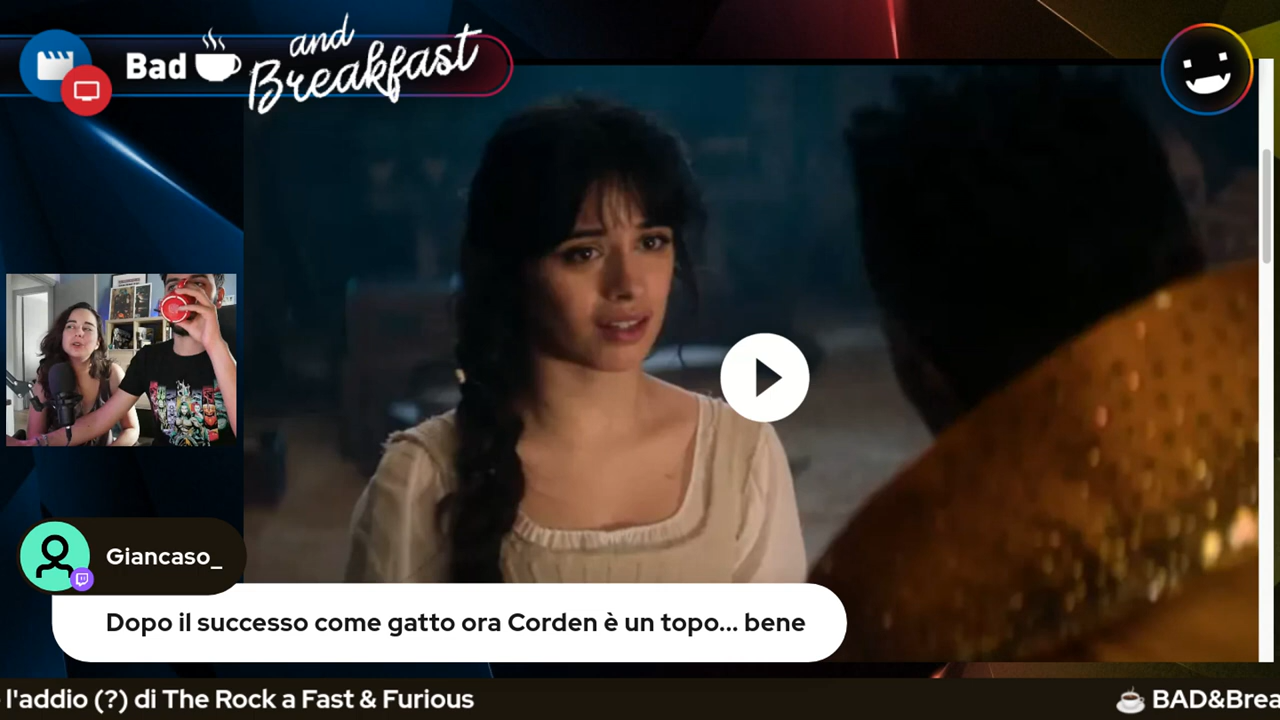 Bad and Breakfast
Giancaso_
Dopo il successo come gatto ora Corden è un topo... bene
l'addio (?) di The Rock a Fast & Furious
BAD&Brea